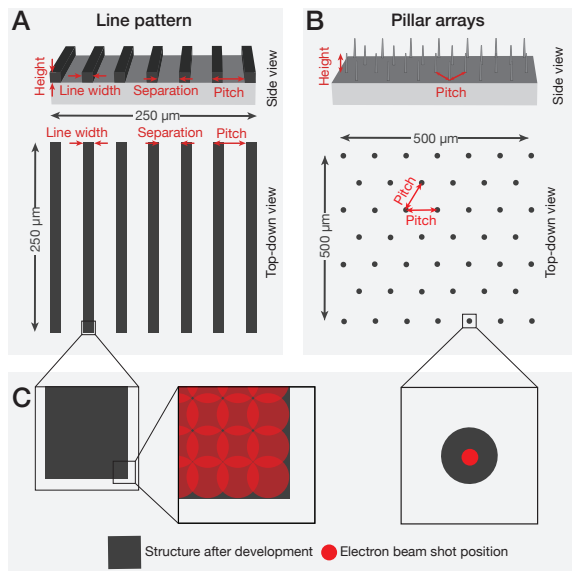 A
Line pattern
Height
Line width
Separation
Pitch
Side view
250 µm
Line width
Separation
Pitch
250 µm
Top-down view
B
Pillar arrays
Height
Pitch
Side view
500 µm
Pitch
Pitch
500 µm
Top-down view
C
Structure after development
Electron beam shot position